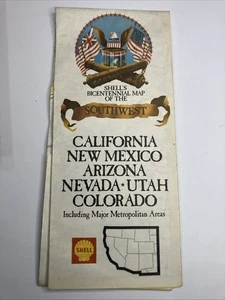 SHELL'S
BICENTENNIAL MAP
OF THE
SOUTHWEST
CALIFORNIA
NEW MEXICO
ARIZONA
NEVADA★UTAH
COLORADO
Including Major Metropolitan Areas
SHELL